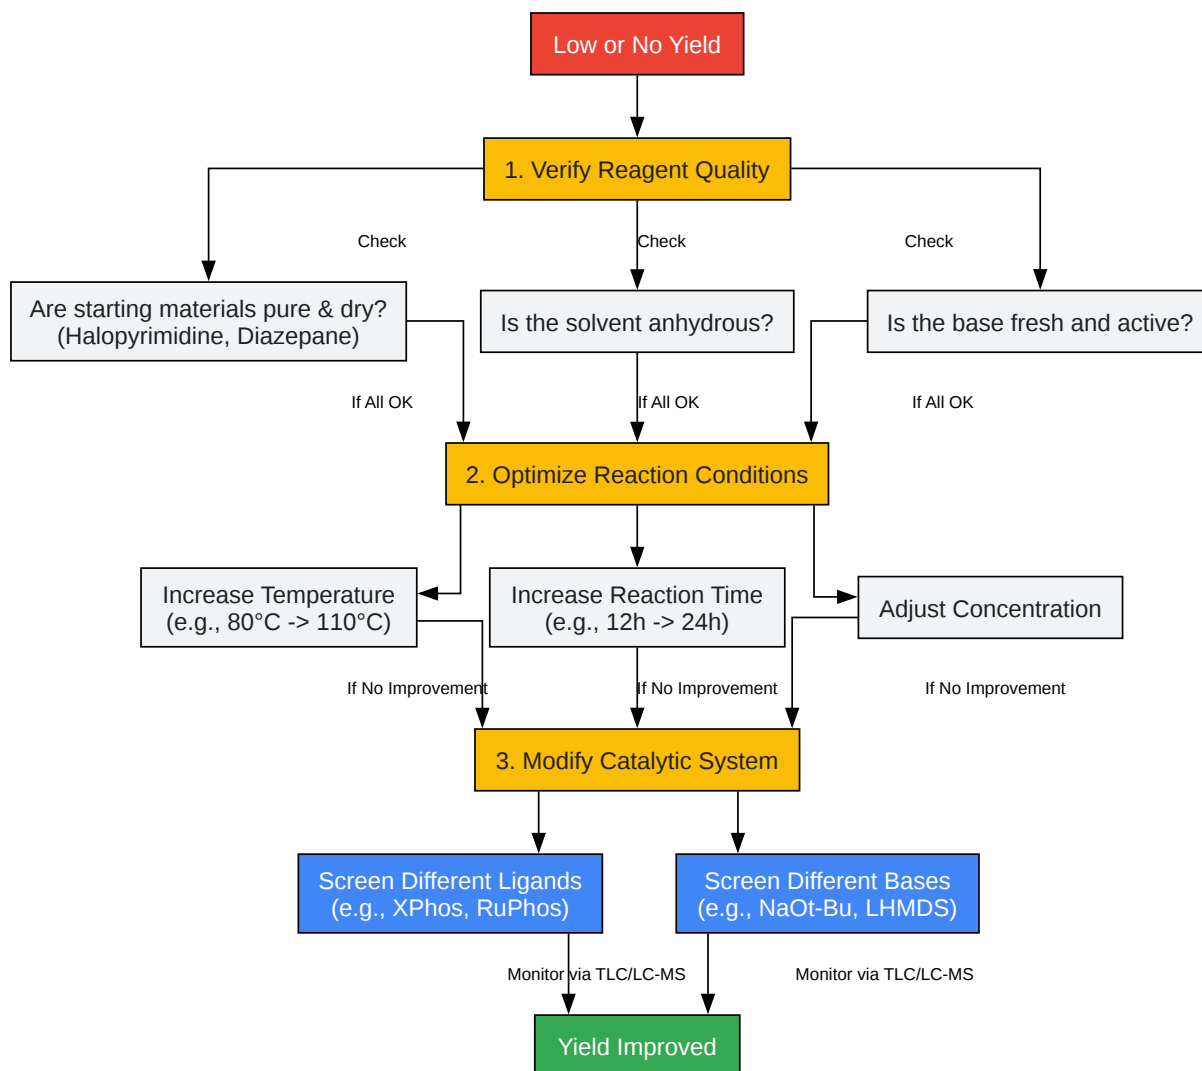 Low or No Yield
1. Verify Reagent Quality
Check
Check
Check
Are starting materials pure & dry?
(Halopyrimidine, Diazepane)
Is the solvent anhydrous?
Is the base fresh and active?
If All OK
If All OK
If All OK
2. Optimize Reaction Conditions
Increase Temperature
(e.g., 80°C -> 110°C)
Increase Reaction Time
(e.g., 12h -> 24h)
Adjust Concentration
If No Improvement
If No Improvement
If No Improvement
3. Modify Catalytic System
Screen Different Ligands
(e.g., XPhos, RuPhos)
Screen Different Bases
(e.g., NaOt-Bu, LHMDS)
Monitor via TLC/LC-MS
Monitor via TLC/LC-MS
Yield Improved